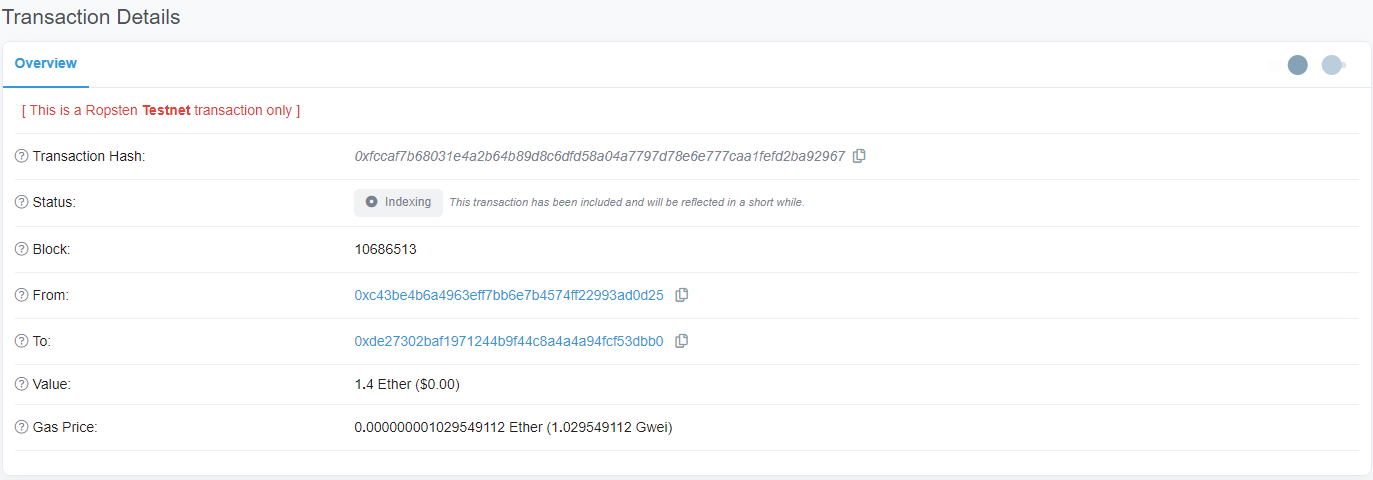 Transaction Details
Overview
[ This is a Ropsten Testnet transaction only ]
Transaction Hash: 0xfccaf7b68031e4a2b64b89d8c6dfd58a04a7797d78e6e777caa1fefd2ba92967
Status: Indexing This transaction has been included and will be reflected in a short while.
Block: 10686513
From: 0xc43be4b6a4963eff7bb6e7b4574ff22993ad0d25
To: 0xde27302baf1971244b9f44c8a4a4a94fcf53dbb0
Value: 1.4 Ether ($0.00)
Gas Price: 0.000000001029549112 Ether (1.029549112 Gwei)